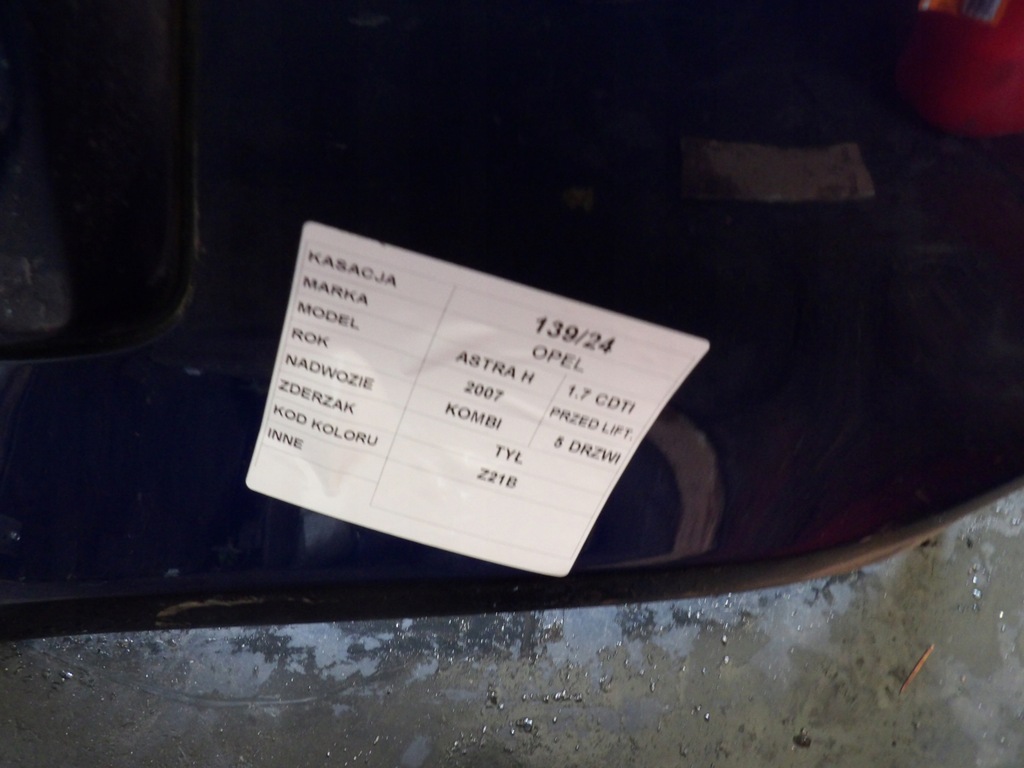 KASACJA 139/24
MARKA OPEL
MODEL ASTRA H 1.7 CDTI
ROK 2007 PRZED LIFT.
NADWOZIE KOMBI 5 DRZWI
ZDERZAK TYŁ
KOD KOLORU Z21B
INNE